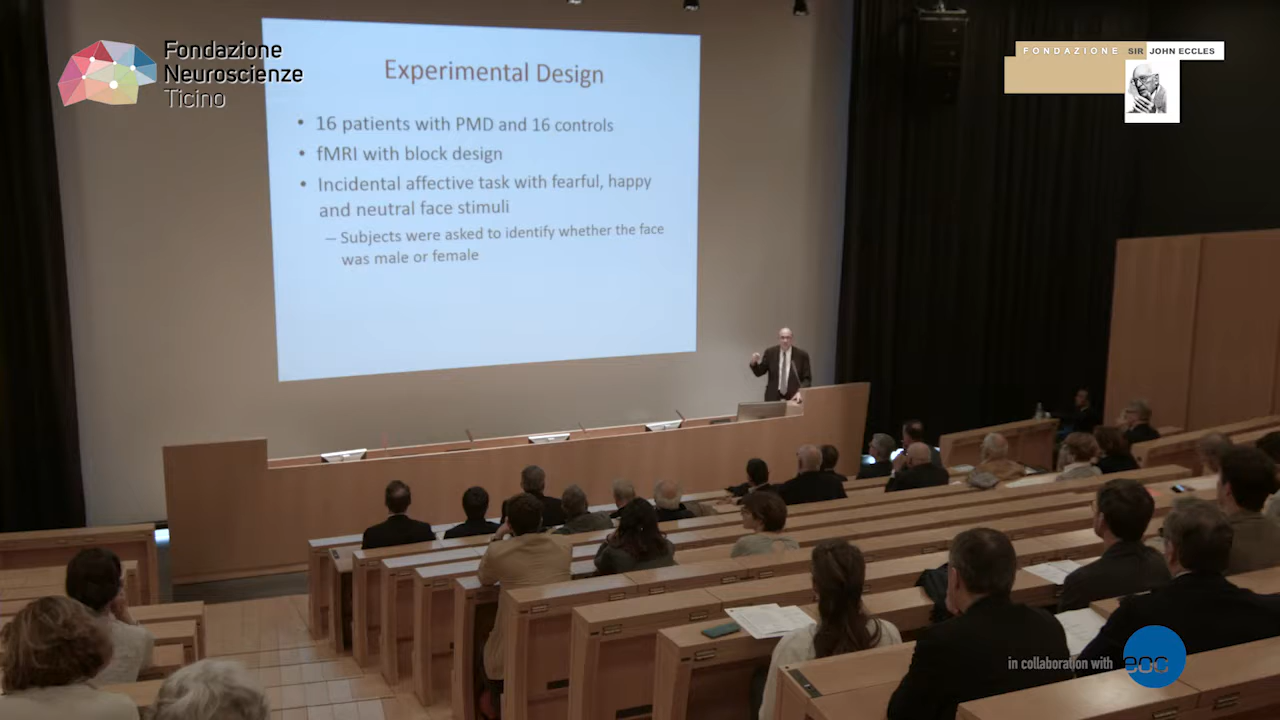 Fondazione
Neuroscienze
Ticino
FONDAZIONE SIR JOHN ECCLES
Experimental Design
• 16 patients with PMD and 16 controls
• fMRI with block design
• Incidental affective task with fearful, happy
and neutral face stimuli
– Subjects were asked to identify whether the face
was male or female
in collaboration with eoc